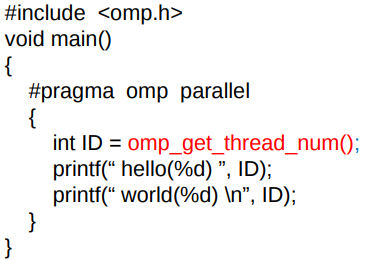 #include <omp.h>
void main()
{
#pragma omp parallel
{
int ID = omp_get_thread_num();
printf(“ hello(%d) ”, ID);
printf(“ world(%d) \n”, ID);
}
}